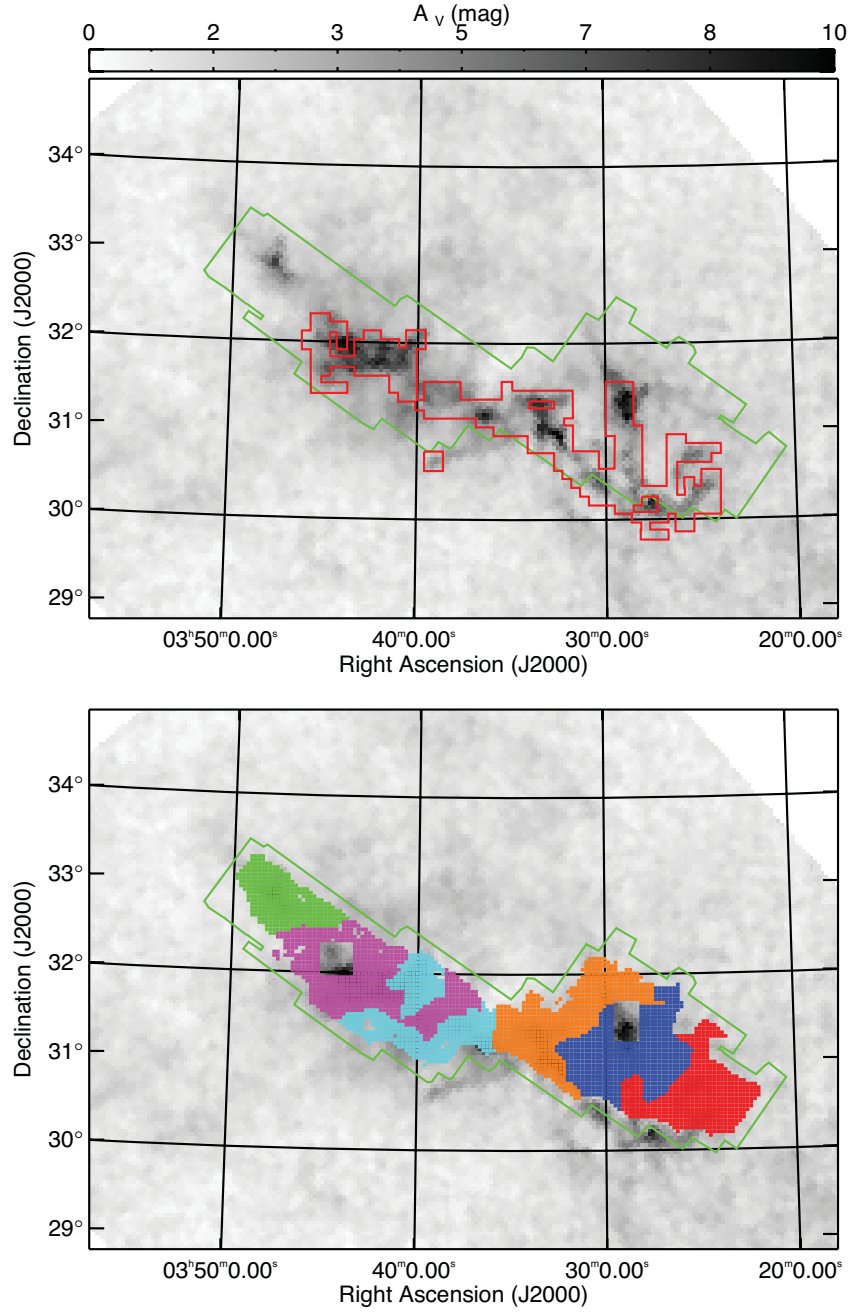 A V (mag)
0 2 3 5 7 8 10
34°
33°
32°
31°
30°
29°
Declination (J2000)
03ʰ50ᵐ0.00ˢ 40ᵐ0.00ˢ 30ᵐ0.00ˢ 20ᵐ0.00ˢ
Right Ascension (J2000)
34°
33°
32°
31°
30°
29°
Declination (J2000)
03ʰ50ᵐ0.00ˢ 40ᵐ0.00ˢ 30ᵐ0.00ˢ 20ᵐ0.00ˢ
Right Ascension (J2000)